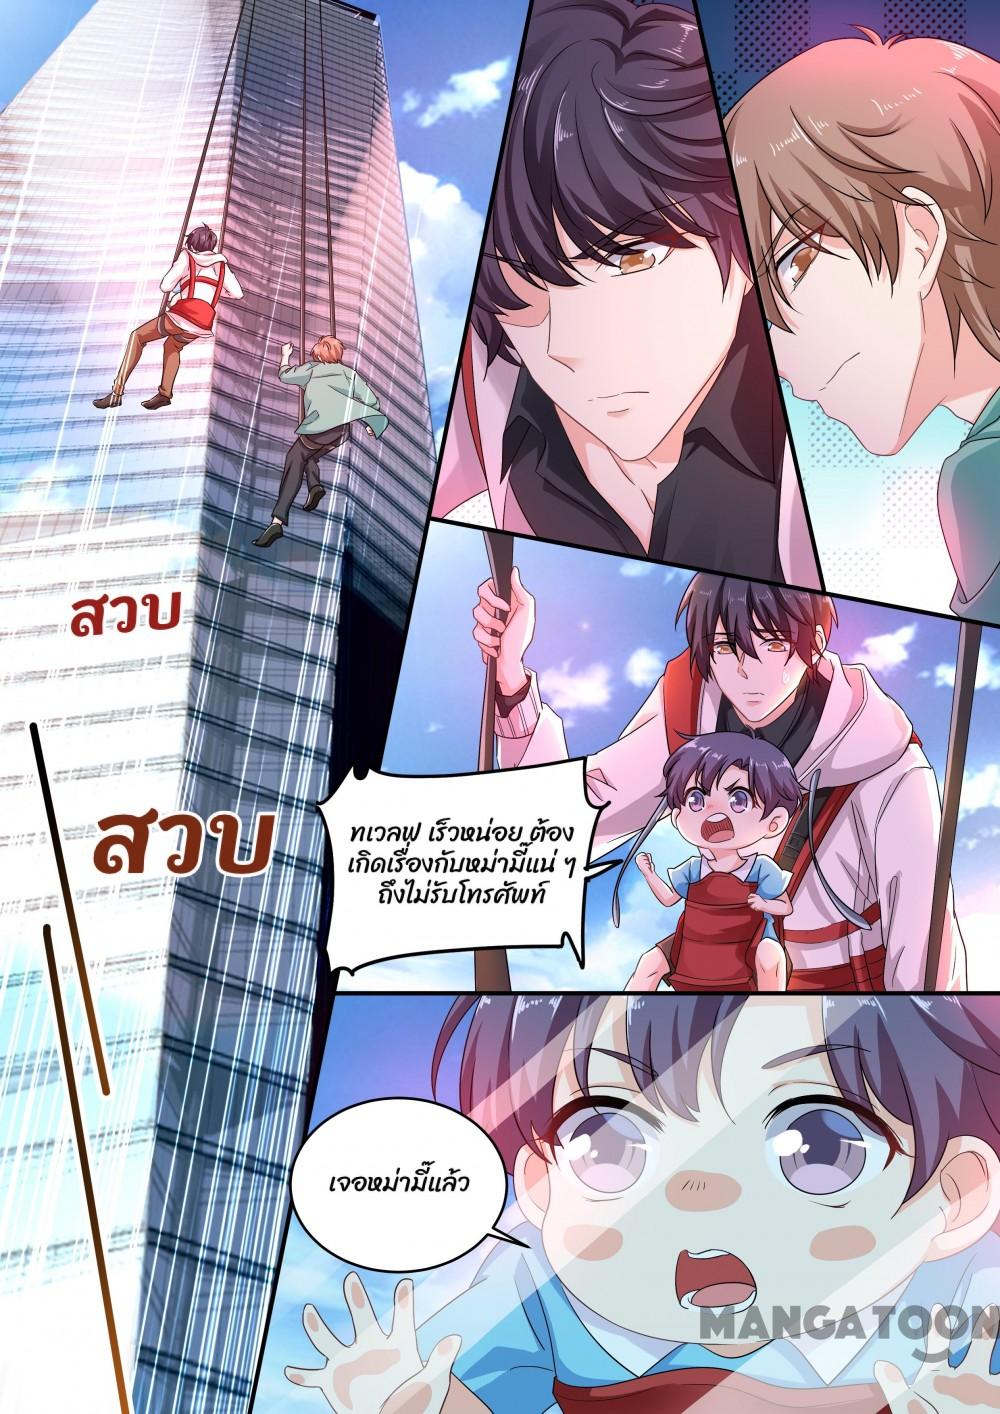 สวบ
สวบ
ทเวลฟ เร็วหน่อย ต้อง
เกิดเรื่องกับหม่ามี๊แน่ ๆ
ถึงไม่รับโทรศัพท์
เจอหม่ามี๊แล้ว
MANGATOON